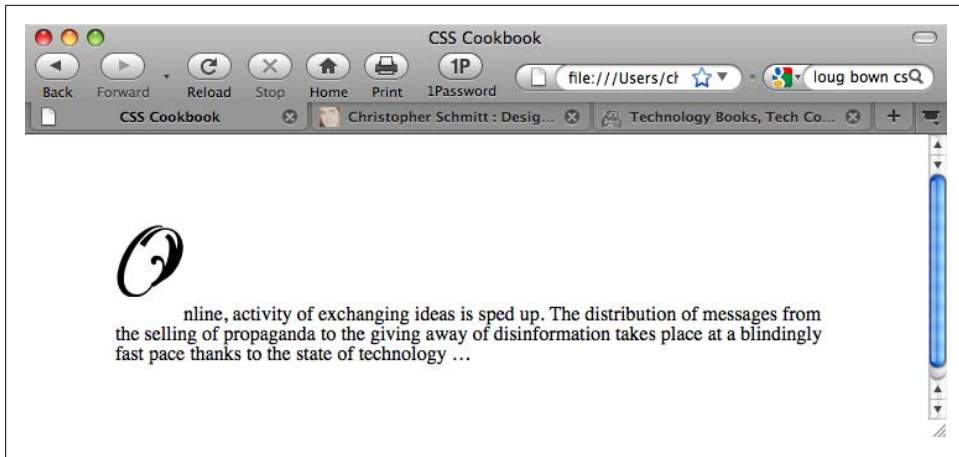 CSS Cookbook
Back Forward Reload Stop Home Print 1Password file:///Users/ch loug bown cs
1P
CSS Cookbook Christopher Schmitt : Desig... Technology Books, Tech Co... +
O
nline, activity of exchanging ideas is sped up. The distribution of messages from
the selling of propaganda to the giving away of disinformation takes place at a blindingly
fast pace thanks to the state of technology …